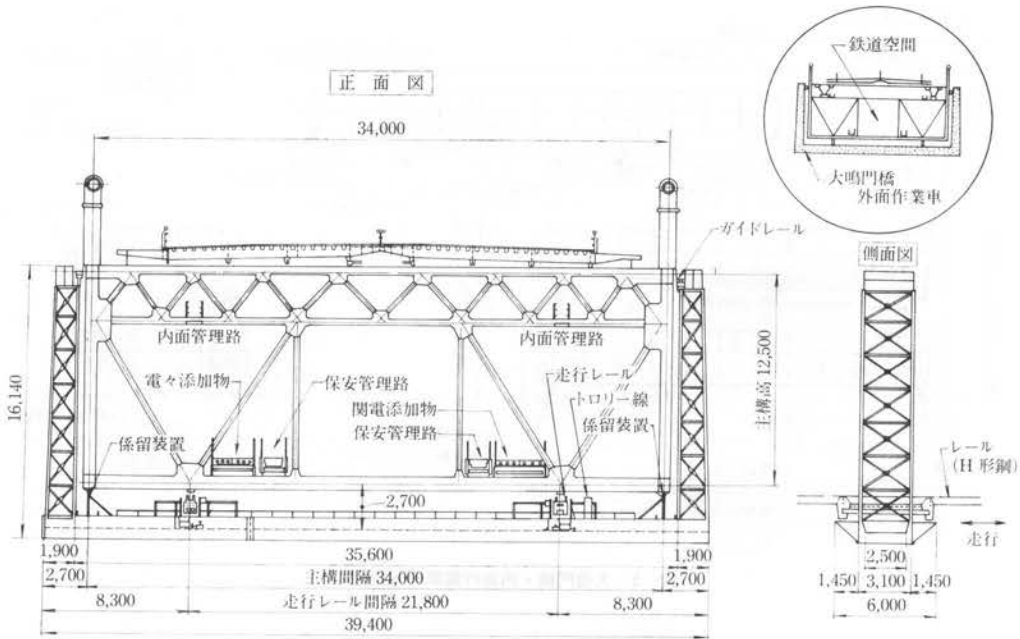 正面図
鉄道空間
大鳴門橋
外面作業車
34,000
ガイドレール
側面図
内面管理路
内面管理路
電々添加物
保安管理路
走行レール
トロリー線
関電添加物
保安管理路
係留装置
係留装置
16,140
主構高 12,500
レール
(H 形鋼)
2,700
走行
1,900
35,600
1,900
2,700
主構間隔 34,000
2,700
8,300
走行レール間隔 21,800
8,300
39,400
2,500
1,450
3,100
1,450
6,000